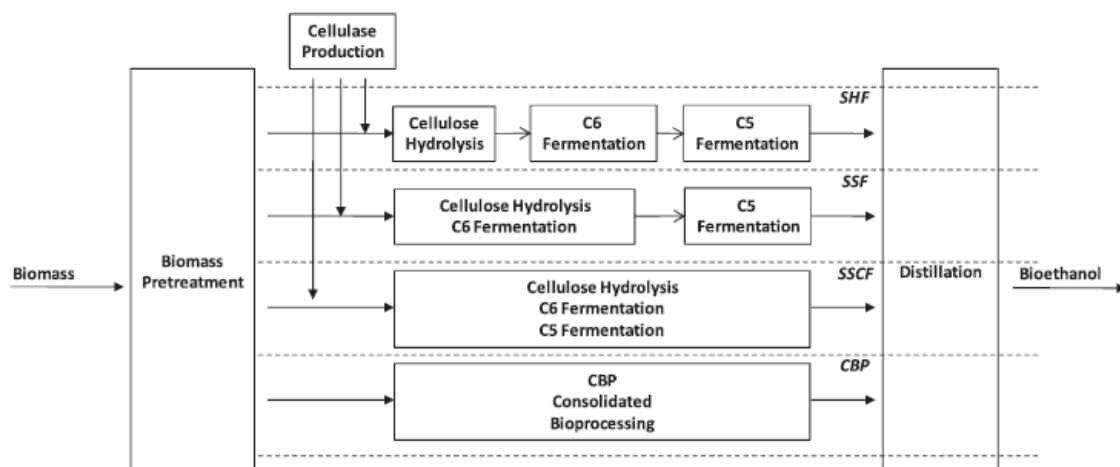 Cellulase
Production
SHF
Cellulose
Hydrolysis
C6
Fermentation
C5
Fermentation
SSF
Cellulose Hydrolysis
C6 Fermentation
C5
Fermentation
Biomass
Biomass
Pretreatment
SSCF
Cellulose Hydrolysis
C6 Fermentation
C5 Fermentation
Distillation
Bioethanol
CBP
CBP
Consolidated
Bioprocessing